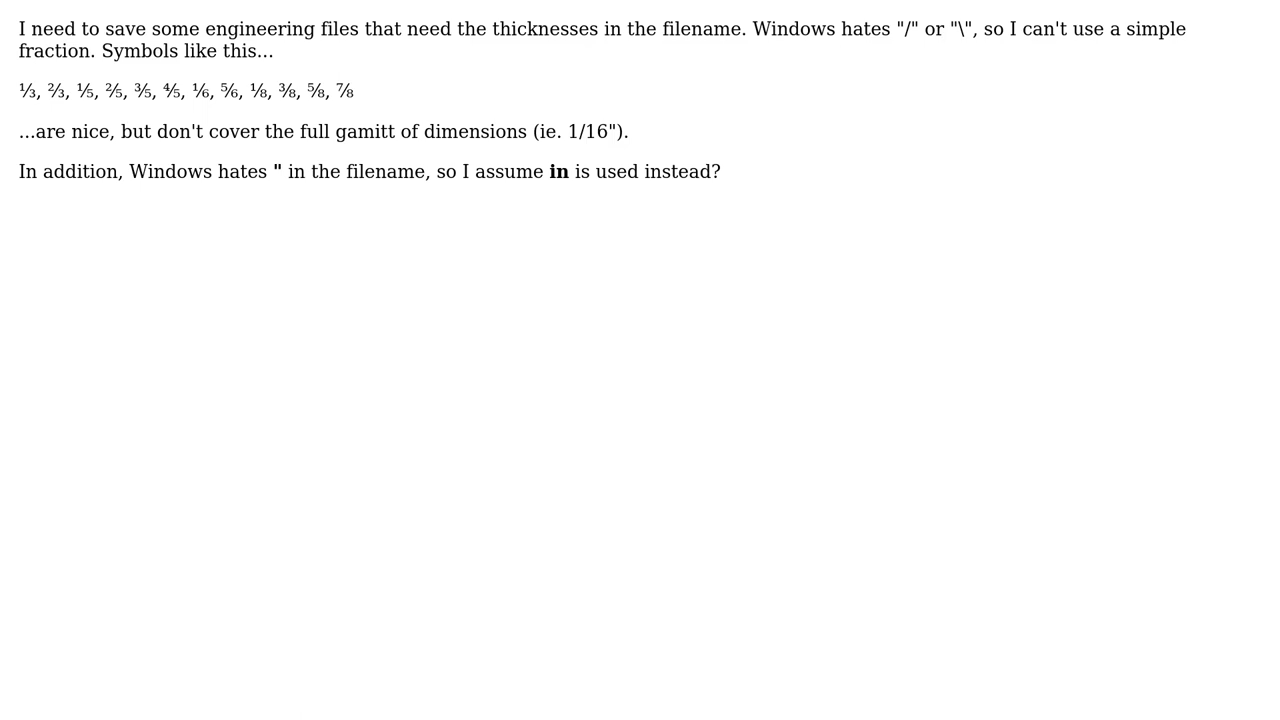 I need to save some engineering files that need the thicknesses in the filename. Windows hates "/" or "\", so I can't use a simple
fraction. Symbols like this...
⅓, ⅔, ⅕, ⅖, ⅗, ⅘, ⅙, ⅚, ⅛, ⅜, ⅝, ⅞
...are nice, but don't cover the full gamitt of dimensions (ie. 1/16").
In addition, Windows hates " in the filename, so I assume in is used instead?